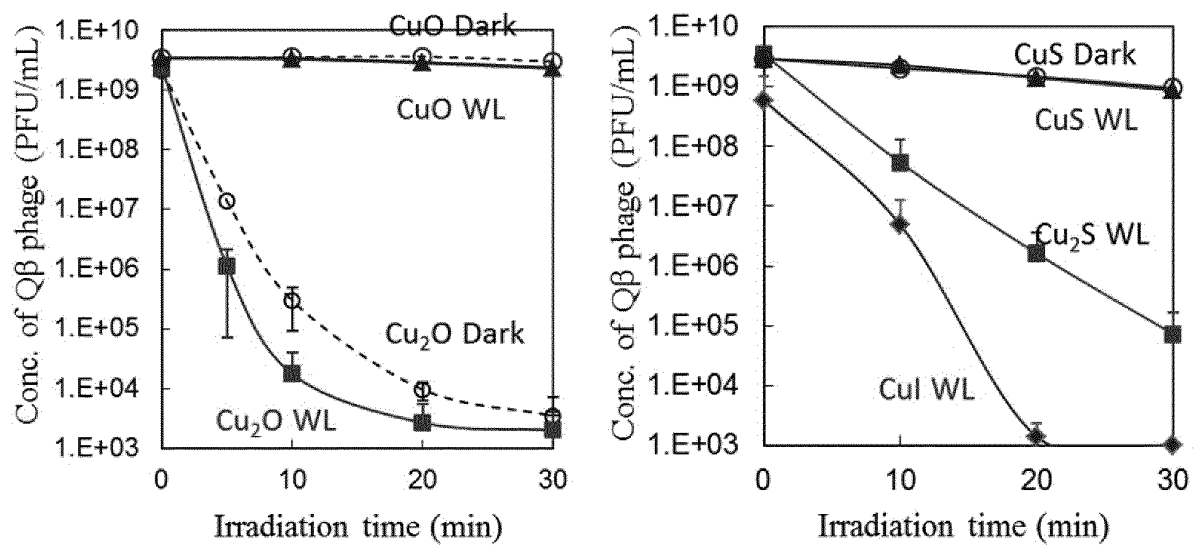 Conc. of Qβ phage (PFU/mL)
1.E+10
1.E+09
1.E+08
1.E+07
1.E+06
1.E+05
1.E+04
1.E+03
CuO Dark
CuO WL
Cu₂O Dark
Cu₂O WL
0 10 20 30
Irradiation time (min)
Conc. of Qβ phage (PFU/mL)
1.E+10
1.E+09
1.E+08
1.E+07
1.E+06
1.E+05
1.E+04
1.E+03
CuS Dark
CuS WL
Cu₂S WL
CuI WL
0 10 20 30
Irradiation time (min)